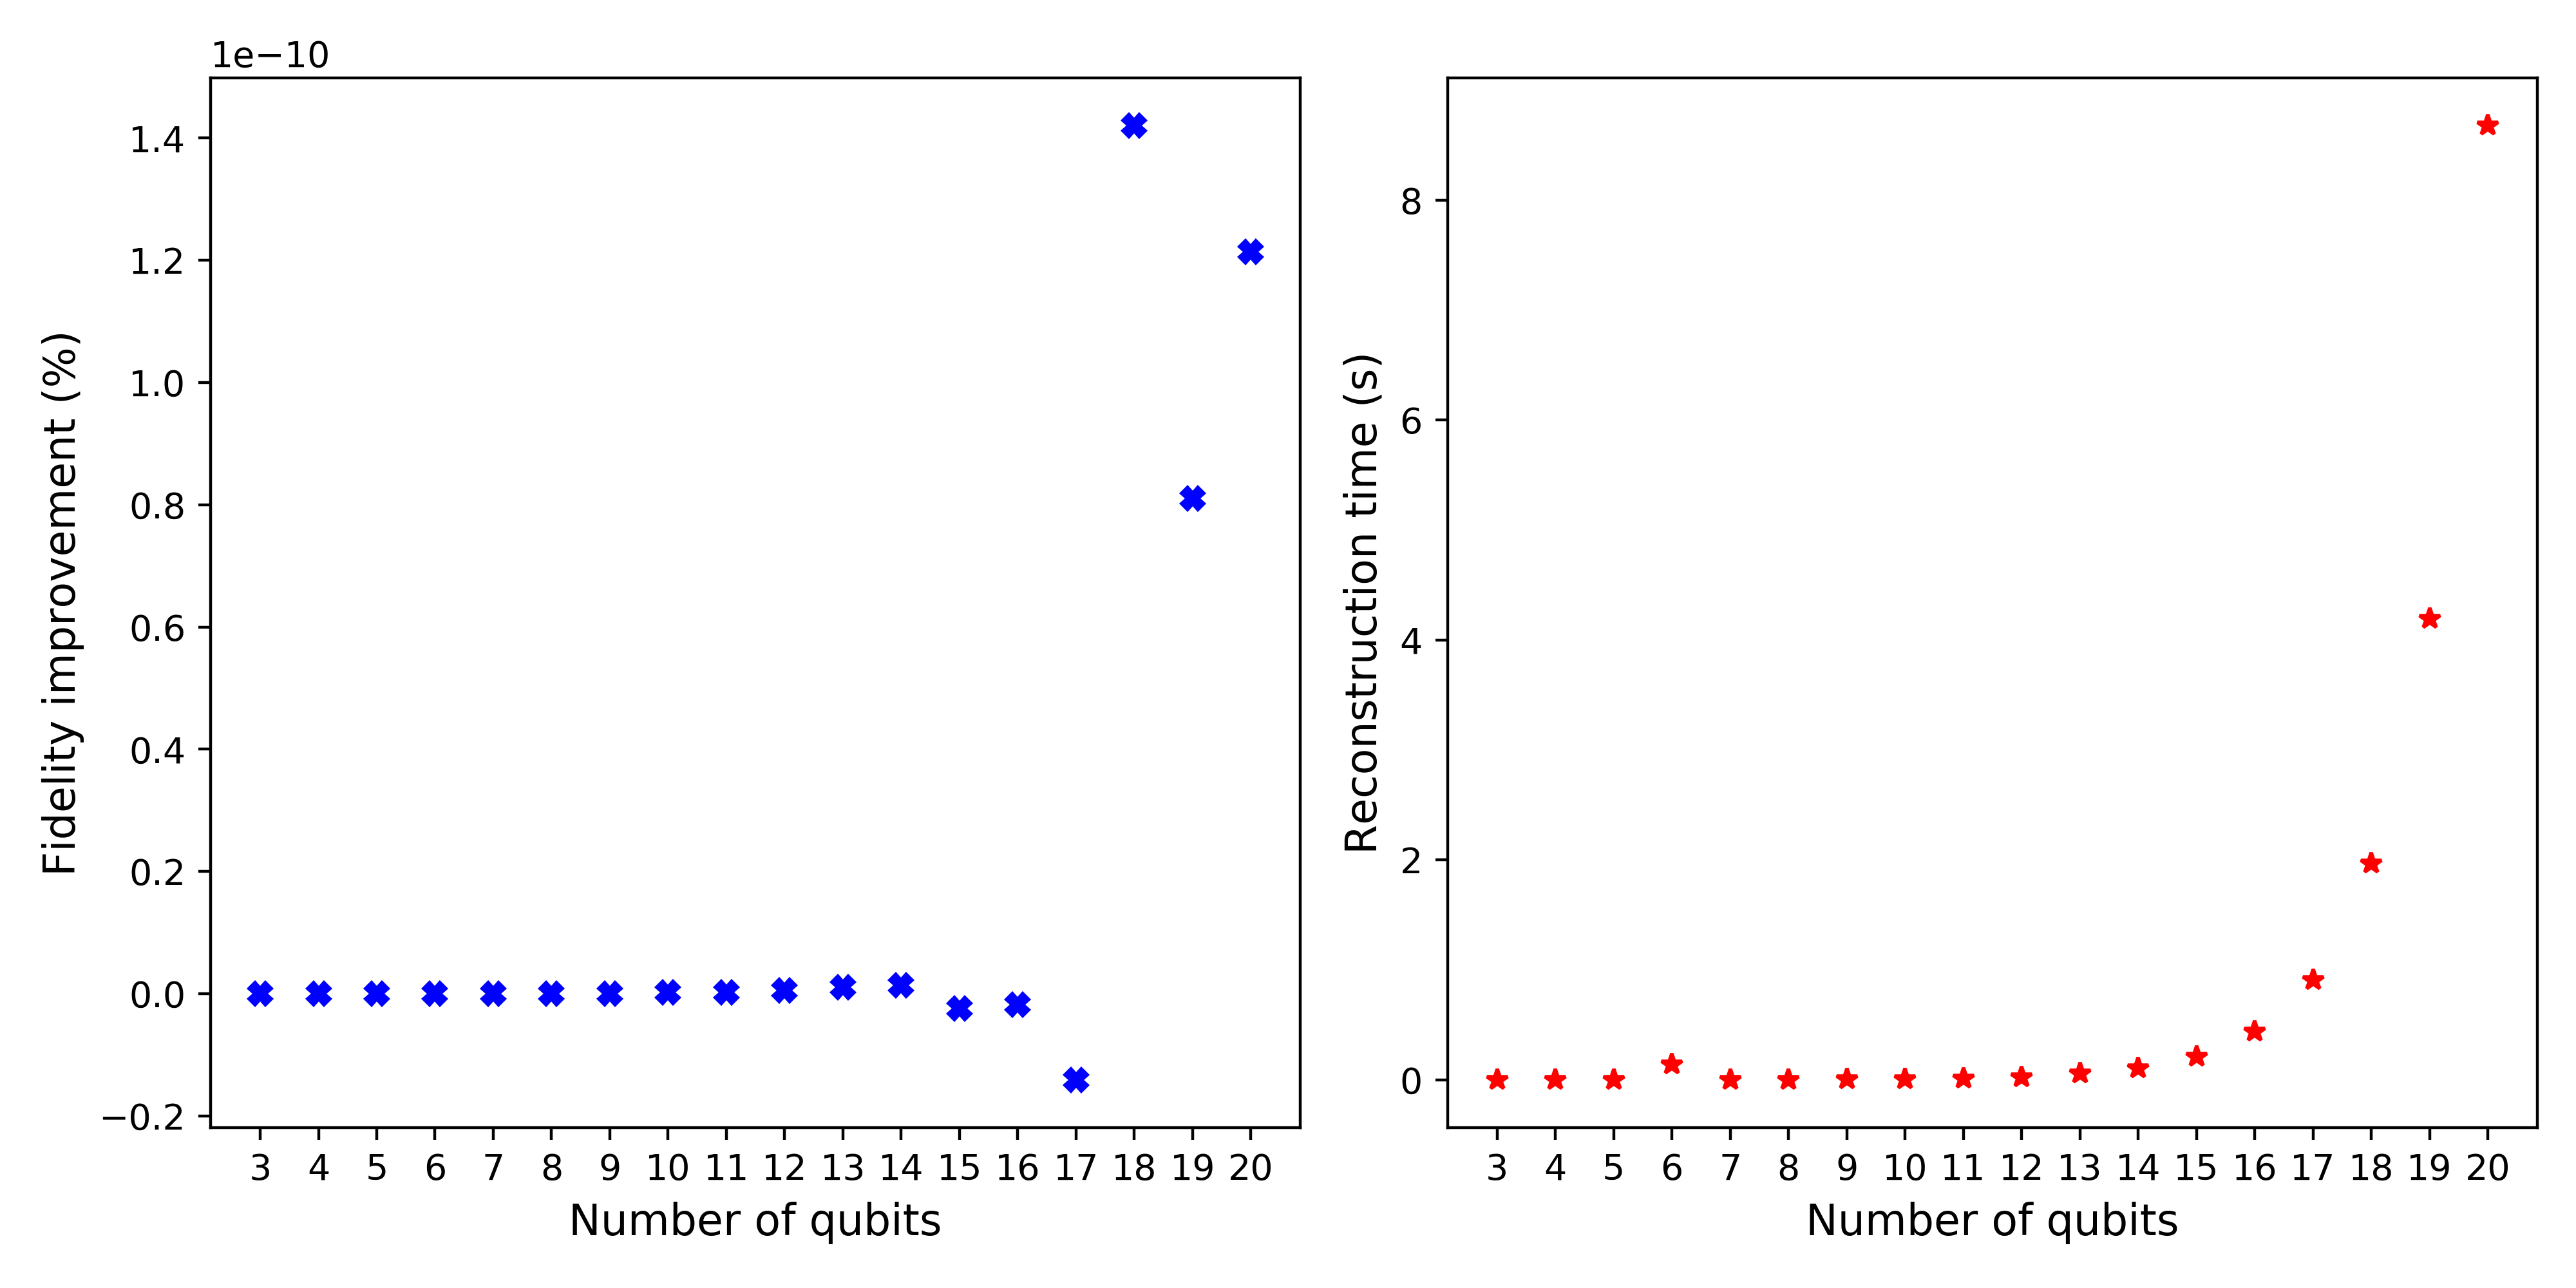 1e−10
Fidelity improvement (%)
1.4
1.2
1.0
0.8
0.6
0.4
0.2
0.0
−0.2
3 4 5 6 7 8 9 10 11 12 13 14 15 16 17 18 19 20
Number of qubits
Reconstruction time (s)
8
6
4
2
0
3 4 5 6 7 8 9 10 11 12 13 14 15 16 17 18 19 20
Number of qubits